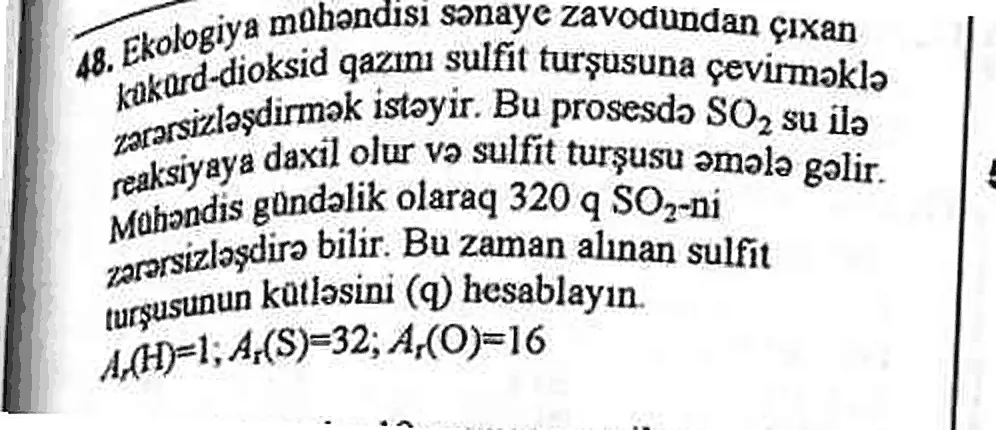 48. Ekologiya mühəndisi sənaye zavodundan çıxan
kükürd-dioksid qazını sulfit turşusuna çevirməklə
zərərsizləşdirmək istəyir. Bu prosesdə SO₂ su ilə
reaksiyaya daxil olur və sulfit turşusu əmələ gəlir.
Mühəndis gündəlik olaraq 320 q SO₂-ni
zərərsizləşdirə bilir. Bu zaman alınan sulfit
turşusunun kütləsini (q) hesablayın.
Aᵣ(H)=1; Aᵣ(S)=32; Aᵣ(O)=16